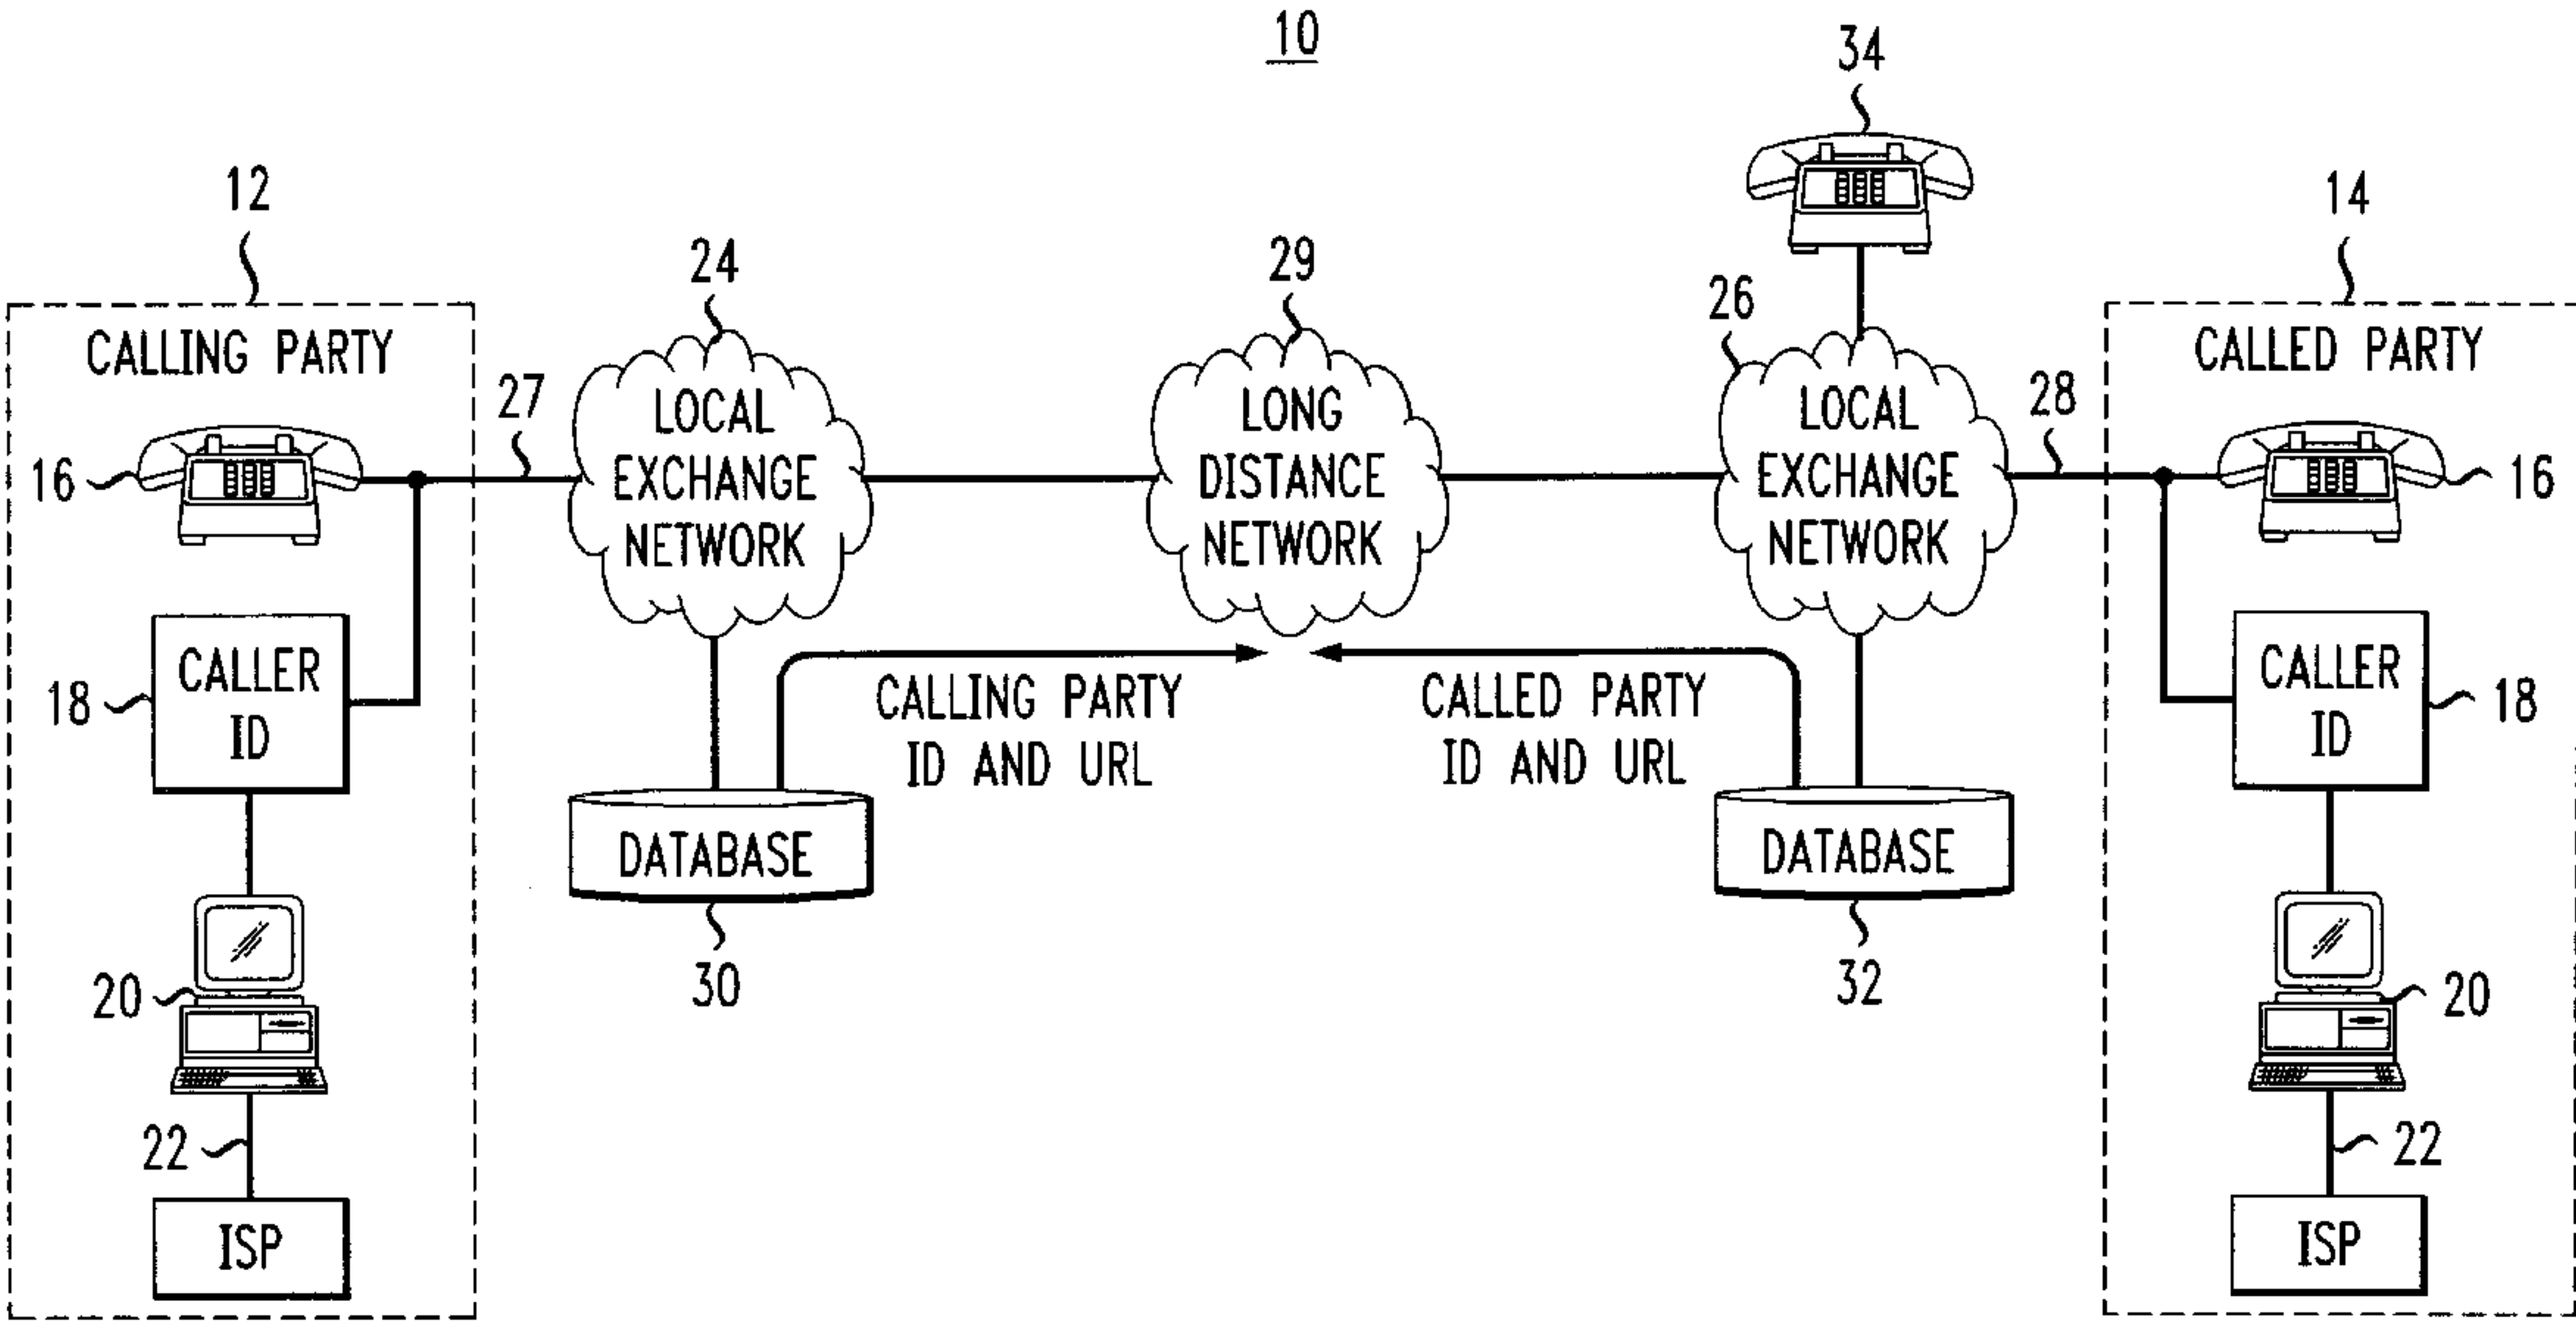 10
34
12
14
24
29
26
CALLING PARTY
CALLED PARTY
27
28
LOCAL
EXCHANGE
NETWORK
LONG
DISTANCE
NETWORK
LOCAL
EXCHANGE
NETWORK
16
16
CALLER
ID
18
CALLING PARTY
ID AND URL
CALLED PARTY
ID AND URL
CALLER
ID
18
DATABASE
DATABASE
30
32
20
20
22
22
ISP
ISP